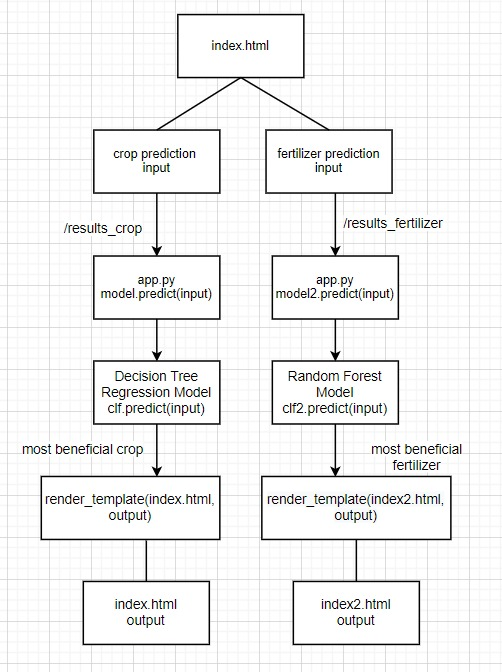 index.html
crop prediction
input
fertilizer prediction
input
/results_crop
/results_fertilizer
app.py
model.predict(input)
app.py
model2.predict(input)
Decision Tree
Regression Model
clf.predict(input)
Random Forest
Model
clf2.predict(input)
most beneficial crop
most beneficial
fertilizer
render_template(index.html,
output)
render_template(index2.html,
output)
index.html
output
index2.html
output